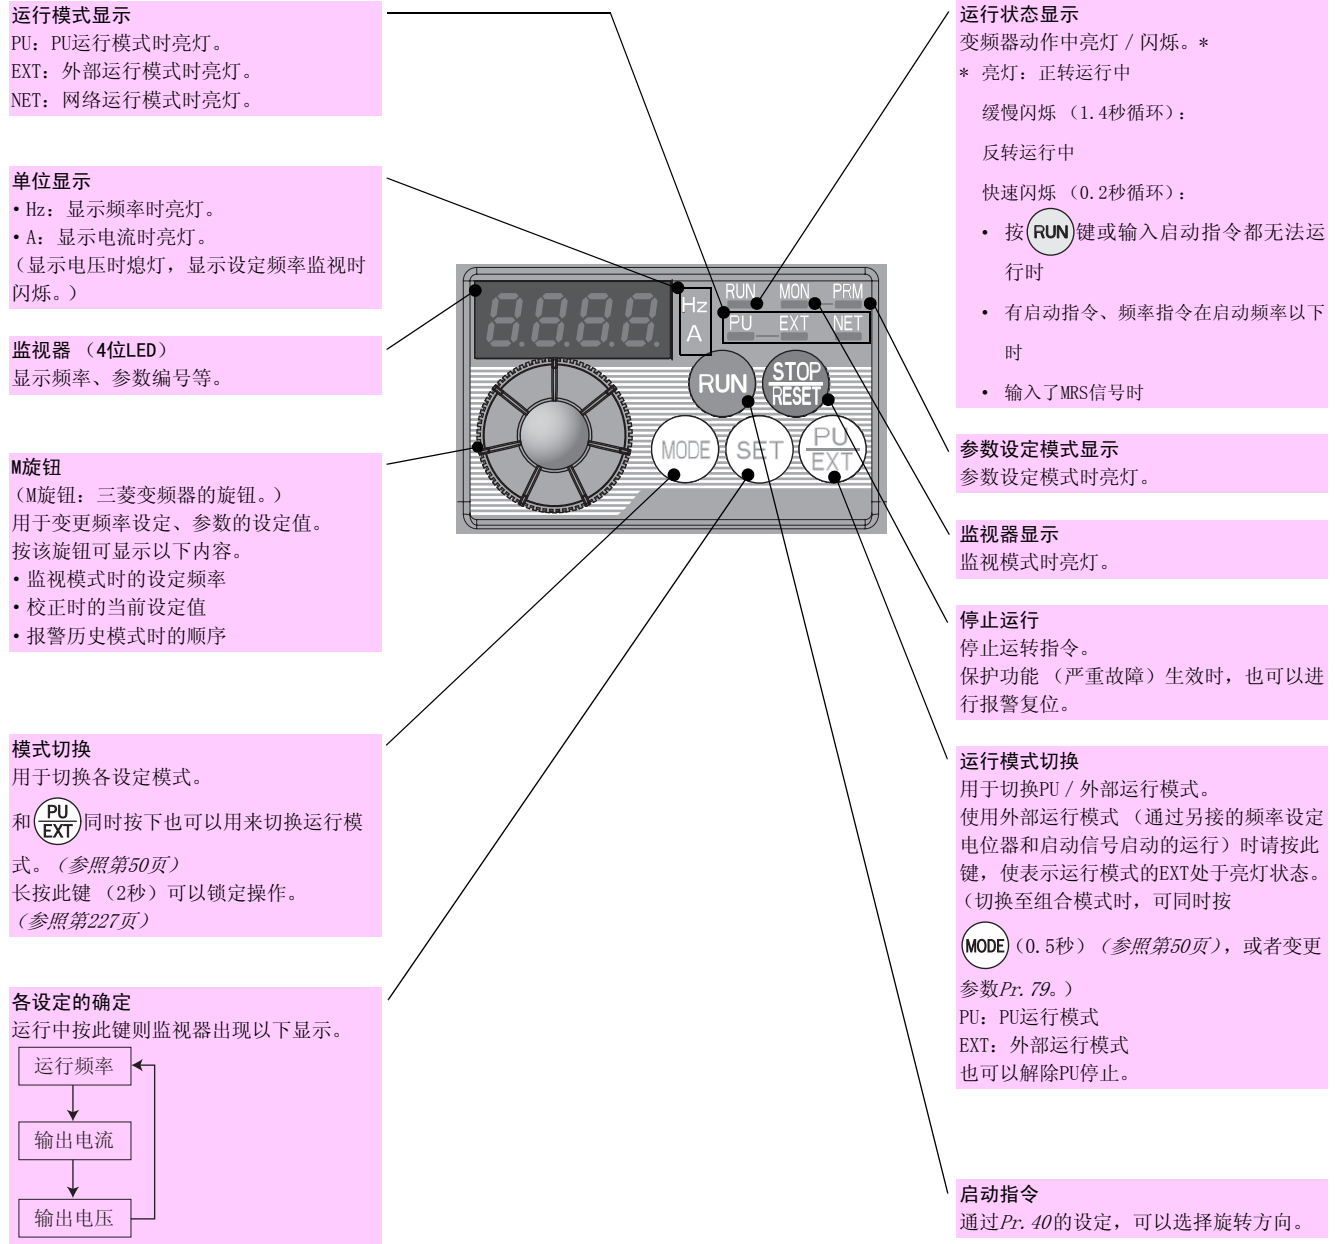 运行模式显示
PU：PU运行模式时亮灯。
EXT：外部运行模式时亮灯。
NET：网络运行模式时亮灯。
单位显示
•Hz：显示频率时亮灯。
•A：显示电流时亮灯。
（显示电压时熄灯，显示设定频率监视时
闪烁。）
监视器 （4位LED）
显示频率、参数编号等。
M旋钮
（M旋钮：三菱变频器的旋钮。）
用于变更频率设定、参数的设定值。
按该旋钮可显示以下内容。
•监视模式时的设定频率
•校正时的当前设定值
•报警历史模式时的顺序
模式切换
用于切换各设定模式。
和PU/EXT同时按下也可以用来切换运行模
式。（参照第50页）
长按此键 （2秒）可以锁定操作。
（参照第227页）
各设定的确定
运行中按此键则监视器出现以下显示。
运行频率
输出电流
输出电压
8.8.8.8.
Hz
A
RUN MON PRM
PU EXT NET
RUN
STOP
RESET
MODE
SET
PU
EXT
运行状态显示
变频器动作中亮灯／闪烁。*
* 亮灯：正转运行中
缓慢闪烁 （1.4秒循环）：
反转运行中
快速闪烁 （0.2秒循环）：
• 按RUN键或输入启动指令都无法运
行时
• 有启动指令、频率指令在启动频率以下
时
• 输入了MRS信号时
参数设定模式显示
参数设定模式时亮灯。
监视器显示
监视模式时亮灯。
停止运行
停止运转指令。
保护功能 （严重故障）生效时，也可以进
行报警复位。
运行模式切换
用于切换PU／外部运行模式。
使用外部运行模式 （通过另接的频率设定
电位器和启动信号启动的运行）时请按此
键，使表示运行模式的EXT处于亮灯状态。
（切换至组合模式时，可同时按
MODE（0.5秒）（参照第50页），或者变更
参数Pr.79。）
PU：PU运行模式
EXT：外部运行模式
也可以解除PU停止。
启动指令
通过Pr.40的设定，可以选择旋转方向。